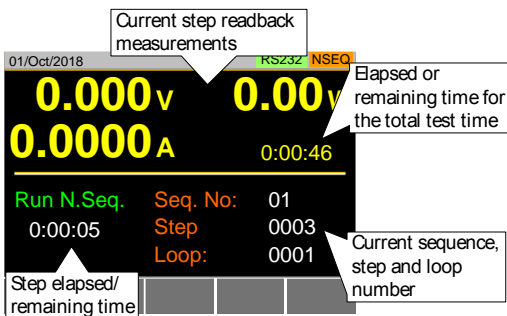 Current step readback
measurements
01/Oct/2018 RS232 NSEQ
Elapsed or
remaining time for
the total test time
0.000 V 0.00 W
0.0000 A 0:00:46
Run N.Seq. Seq. No: 01
0:00:05 Step 0003
Loop: 0001
Current sequence,
step and loop
number
Step elapsed/
remaining time